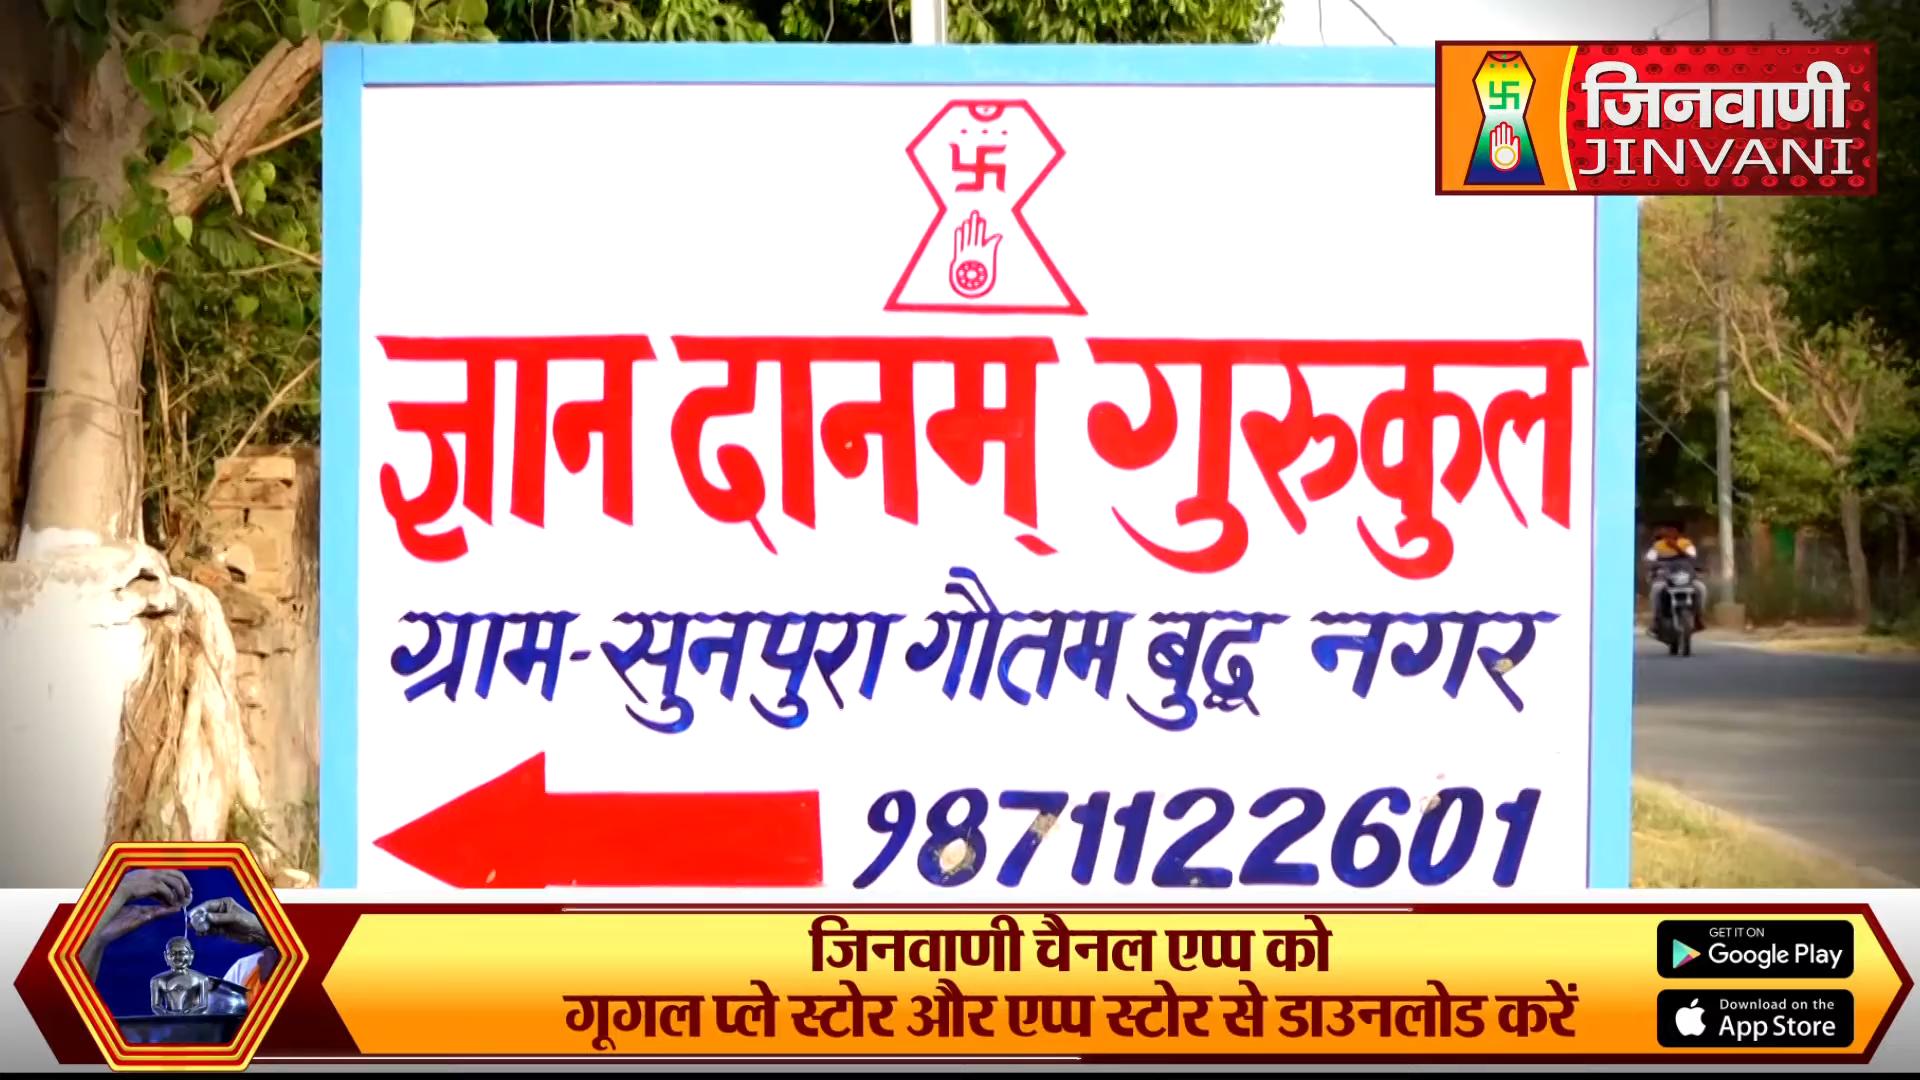 जिनवाणी
JINVANI
ज्ञान दानम् गुरुकुल
ग्राम-सुनपुरा गौतम बुद्ध नगर
9871122601
जिनवाणी चैनल एप्प को
गूगल प्ले स्टोर और एप्प स्टोर से डाउनलोड करें
GET IT ON
Google Play
Download on the
App Store